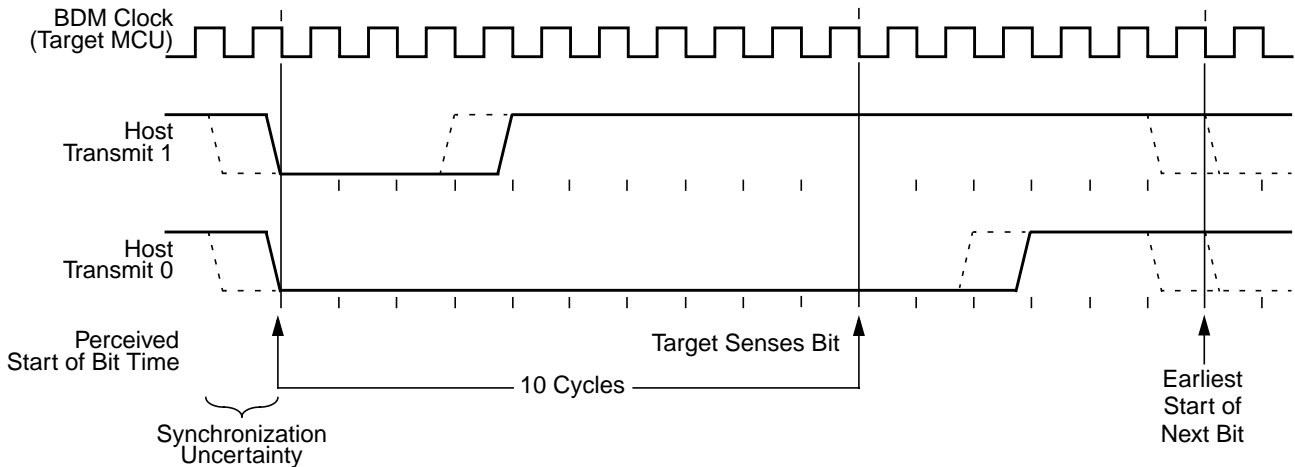 BDM Clock
(Target MCU)
Host
Transmit 1
Host
Transmit 0
Perceived
Start of Bit Time
Target Senses Bit
10 Cycles
Earliest
Start of
Next Bit
Synchronization
Uncertainty